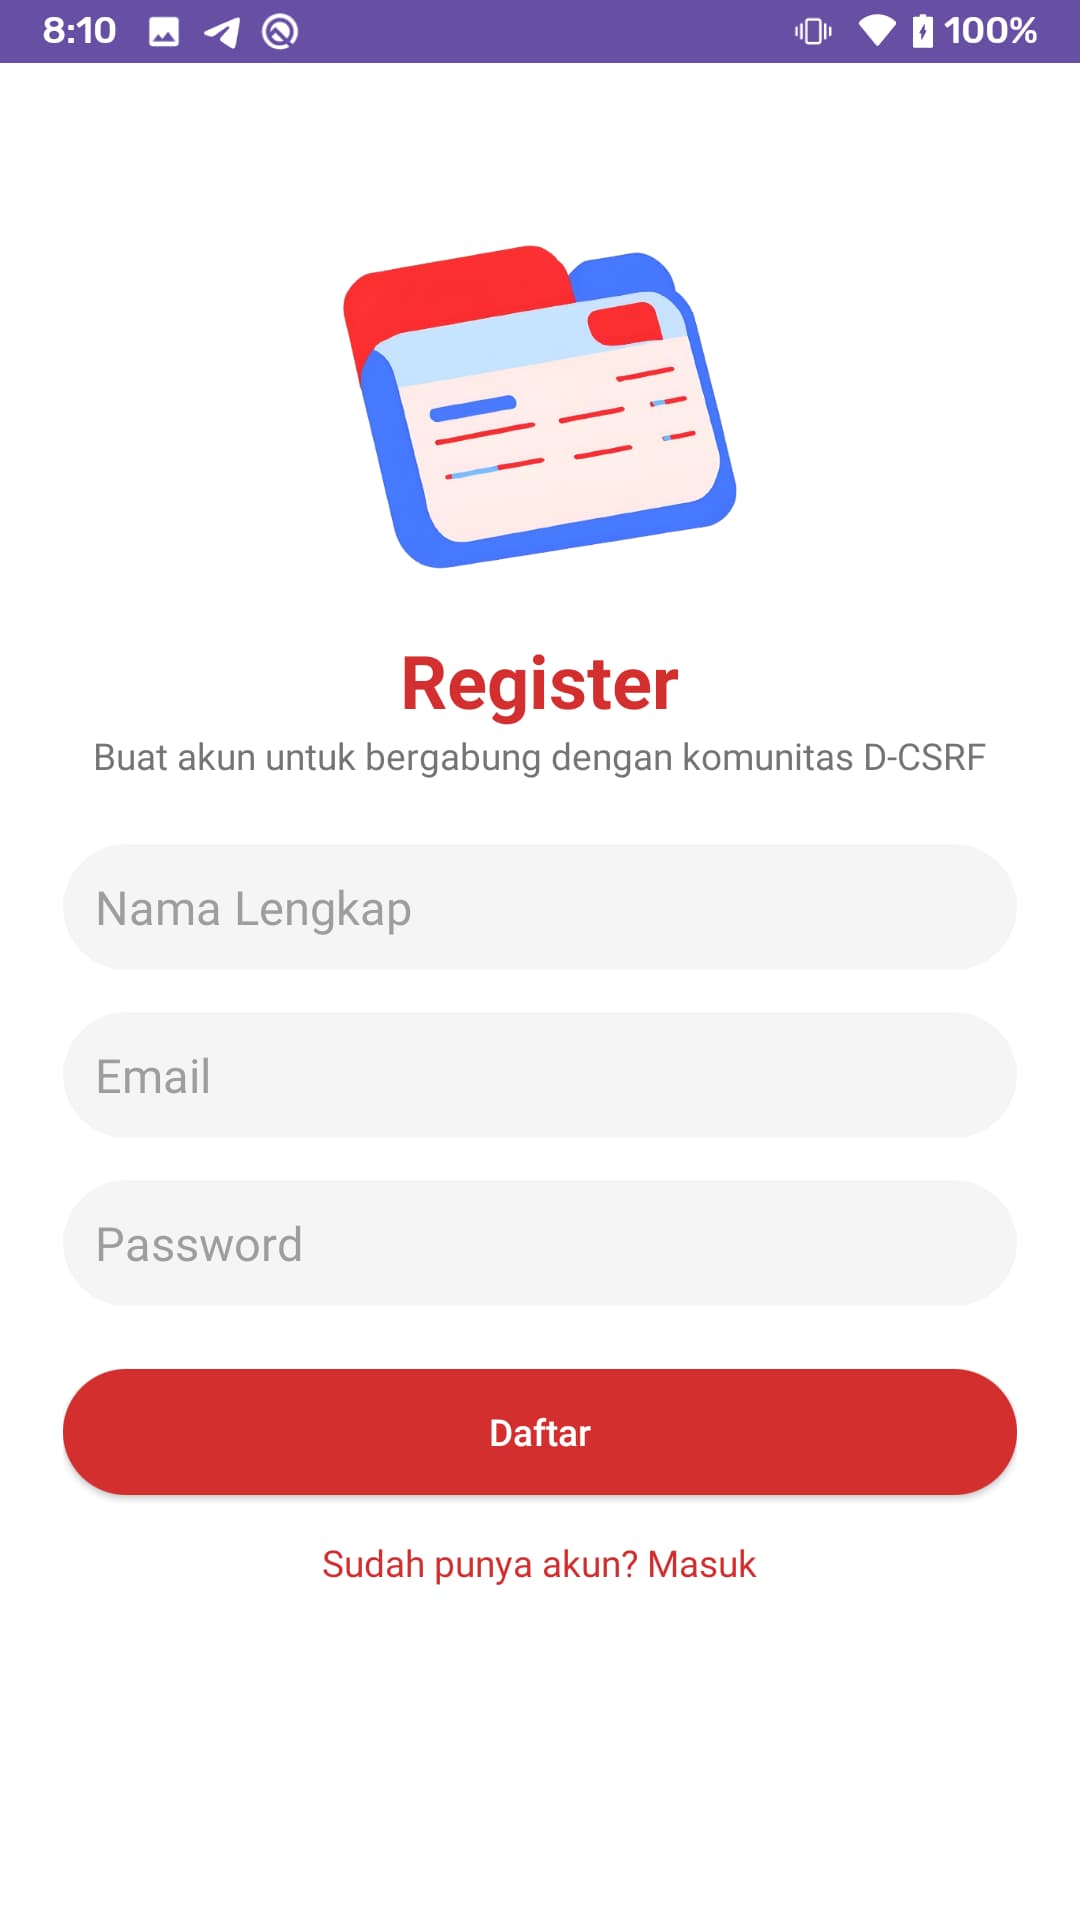 8:10
100%
Register
Buat akun untuk bergabung dengan komunitas D-CSRF
Nama Lengkap
Email
Password
Daftar
Sudah punya akun? Masuk